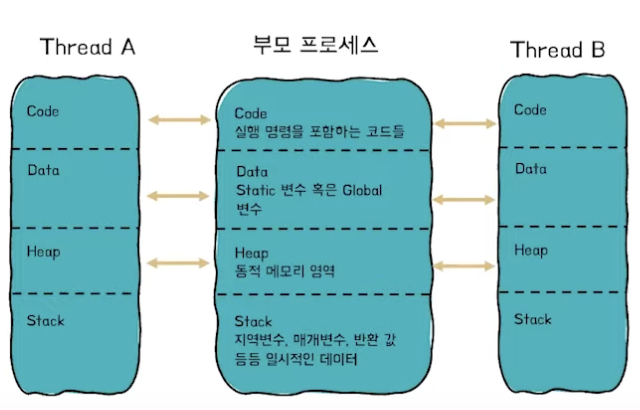 Thread A
부모 프로세스
Thread B
Code
Data
Heap
Stack
Code
실행 명령을 포함하는 코드들
Data
Static 변수 혹은 Global
변수
Heap
동적 메모리 영역
Stack
지역변수, 매개변수, 반환 값
등등 일시적인 데이터
Code
Data
Heap
Stack